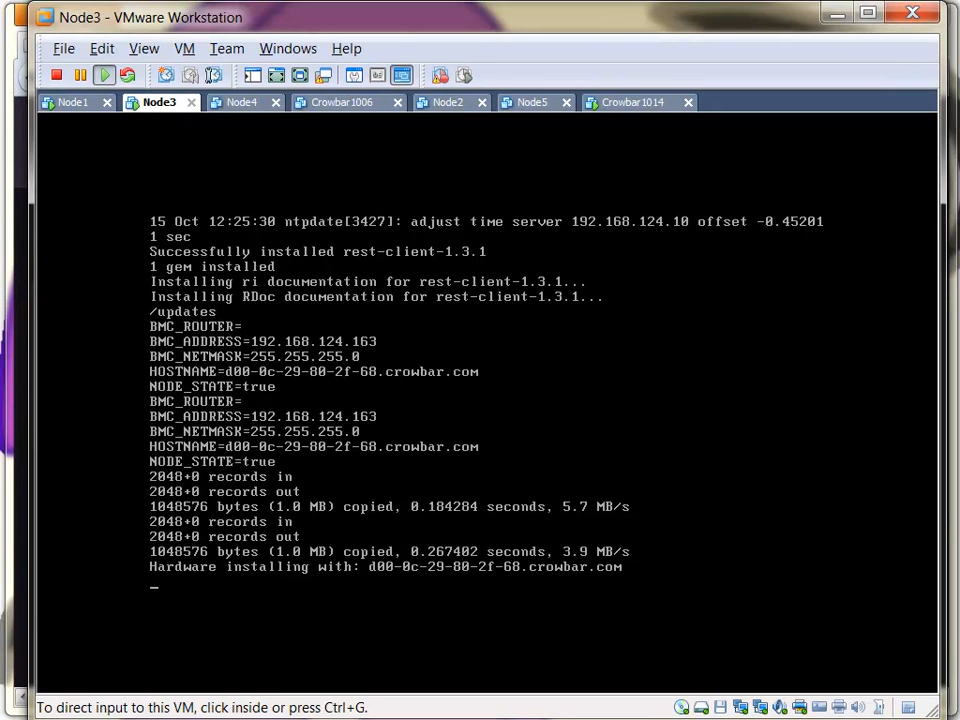 Node3 - VMware Workstation
File Edit View VM Team Windows Help
Node1 Node3 Node4 Crowbar1006 Node2 Node5 Crowbar1014
15 Oct 12:25:30 ntpdate[3427]: adjust time server 192.168.124.10 offset -0.45201
1 sec
Successfully installed rest-client-1.3.1
1 gem installed
Installing ri documentation for rest-client-1.3.1...
Installing RDoc documentation for rest-client-1.3.1...
/updates
BMC_ROUTER=
BMC_ADDRESS=192.168.124.163
BMC_NETMASK=255.255.255.0
HOSTNAME=d00-0c-29-80-2f-68.crowbar.com
NODE_STATE=true
BMC_ROUTER=
BMC_ADDRESS=192.168.124.163
BMC_NETMASK=255.255.255.0
HOSTNAME=d00-0c-29-80-2f-68.crowbar.com
NODE_STATE=true
2048+0 records in
2048+0 records out
1048576 bytes (1.0 MB) copied, 0.184284 seconds, 5.7 MB/s
2048+0 records in
2048+0 records out
1048576 bytes (1.0 MB) copied, 0.267402 seconds, 3.9 MB/s
Hardware installing with: d00-0c-29-80-2f-68.crowbar.com
_
To direct input to this VM, click inside or press Ctrl+G.